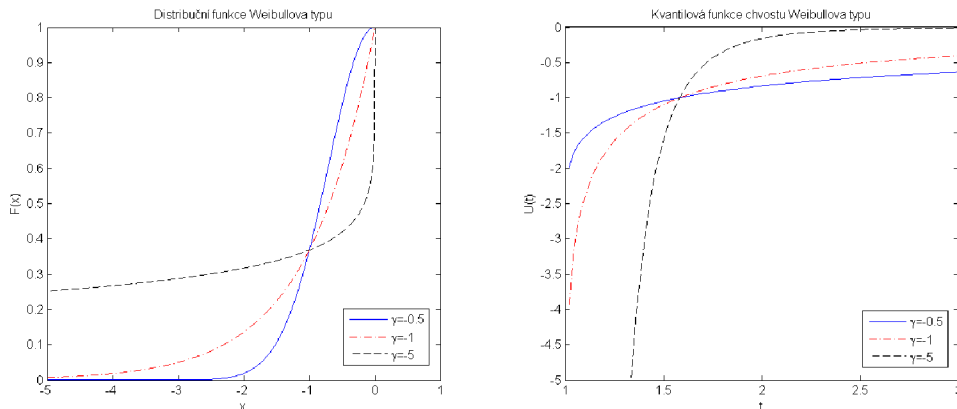 Distribuční funkce Weibullova typu
1
0.9
0.8
0.7
0.6
0.5
0.4
0.3
0.2
0.1
0
F(x)
-5 -4 -3 -2 -1 0 1
x
γ=-0.5
γ=-1
γ=-5
Kvantilová funkce chvostu Weibullova typu
0
-0.5
-1
-1.5
-2
-2.5
-3
-3.5
-4
-4.5
-5
U(t)
1 1.5 2 2.5
t
γ=-0.5
γ=-1
γ=-5